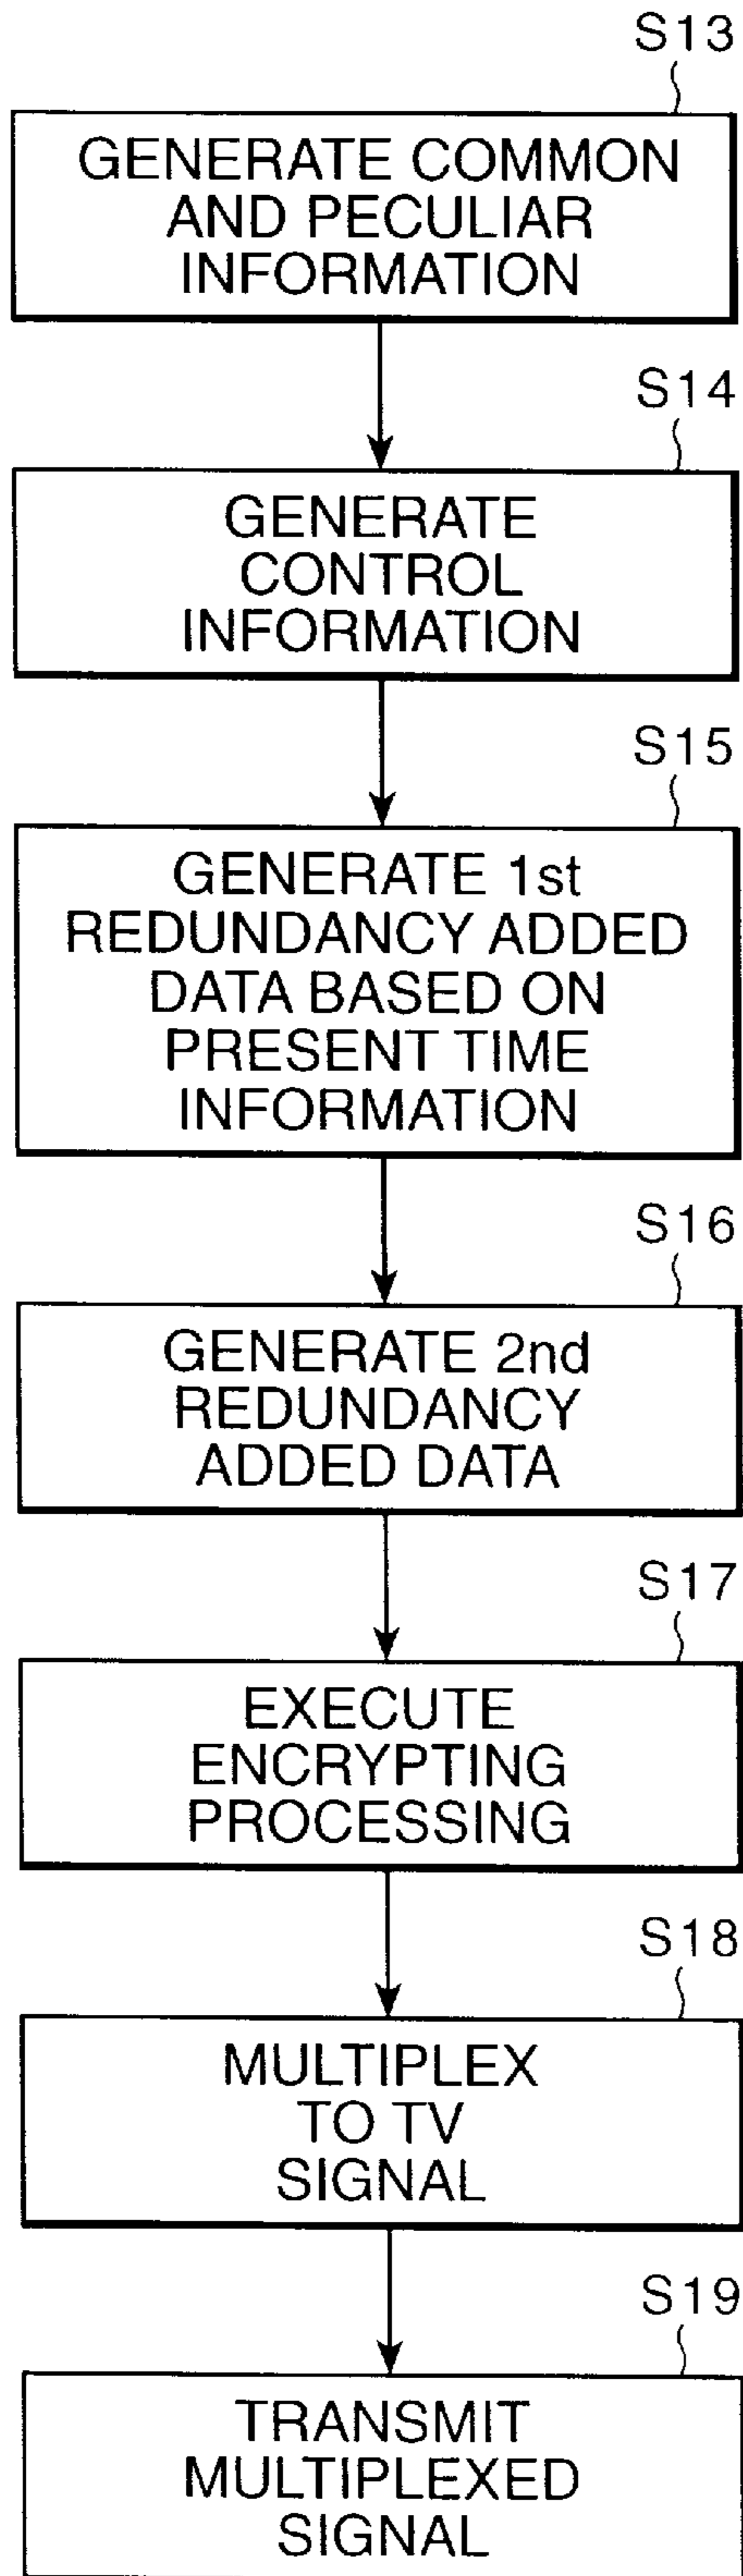 S13
GENERATE COMMON
AND PECULIAR
INFORMATION
S14
GENERATE
CONTROL
INFORMATION
S15
GENERATE 1st
REDUNDANCY ADDED
DATA BASED ON
PRESENT TIME
INFORMATION
S16
GENERATE 2nd
REDUNDANCY
ADDED DATA
S17
EXECUTE
ENCRYPTING
PROCESSING
S18
MULTIPLEX
TO TV
SIGNAL
S19
TRANSMIT
MULTIPLEXED
SIGNAL